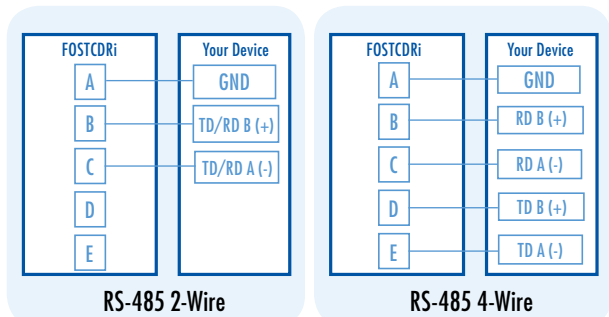 FOSTCDRi Your Device
A GND
B TD/RD B (+)
C TD/RD A (-)
D
E
RS-485 2-Wire
FOSTCDRi Your Device
A GND
B RD B (+)
C RD A (-)
D TD B (+)
E TD A (-)
RS-485 4-Wire